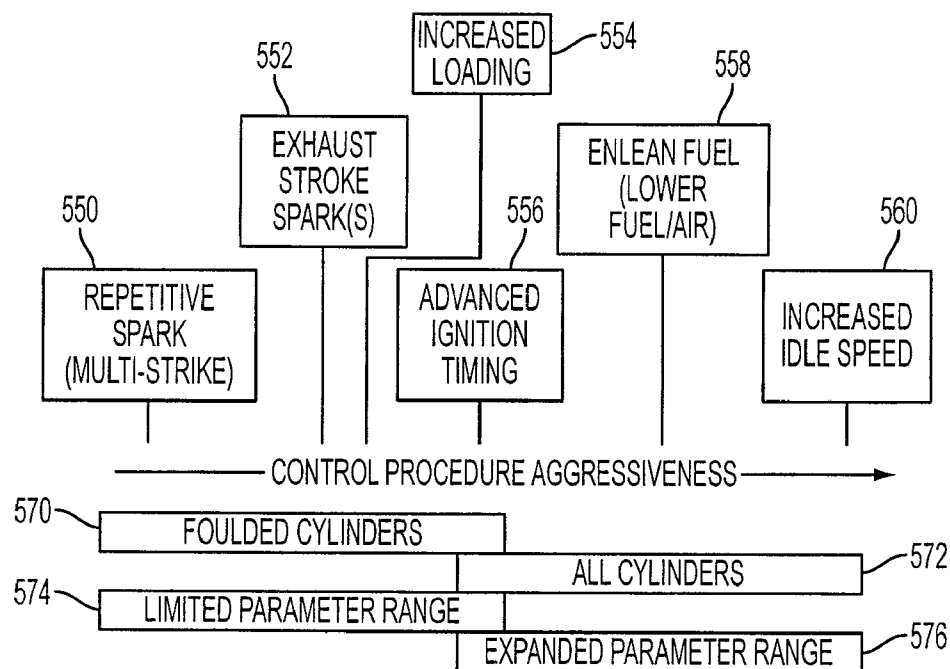 INCREASED
LOADING
554
552
EXHAUST
STROKE
SPARK(S)
558
ENLEAN FUEL
(LOWER
FUEL/AIR)
550
REPETITIVE
SPARK
(MULTI-STRIKE)
556
ADVANCED
IGNITION
TIMING
560
INCREASED
IDLE SPEED
CONTROL PROCEDURE AGGRESSIVENESS
570
FOULDED CYLINDERS
572
ALL CYLINDERS
574
LIMITED PARAMETER RANGE
576
EXPANDED PARAMETER RANGE